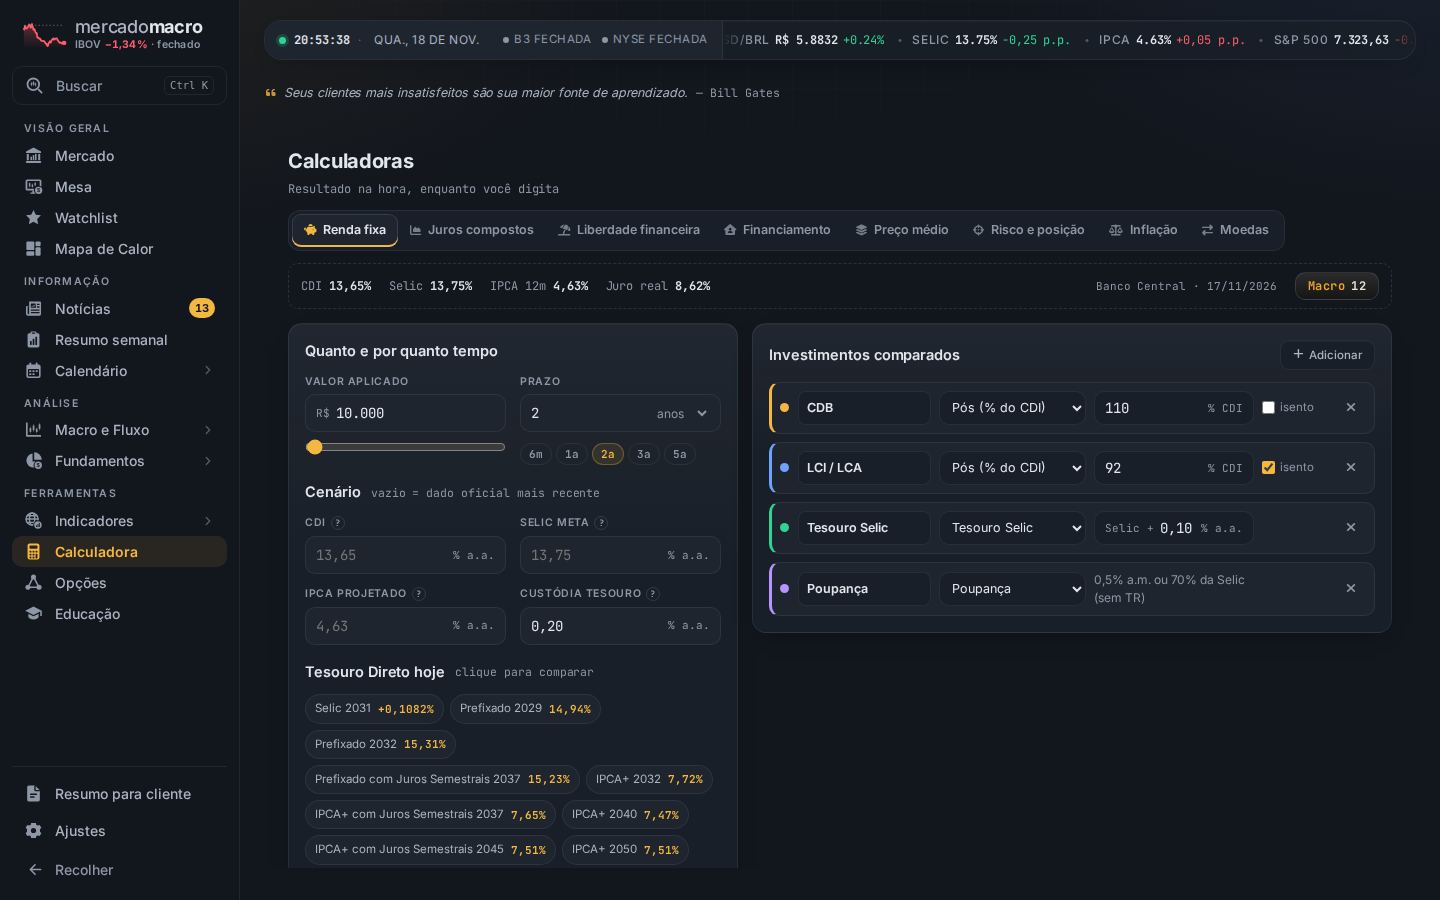 mercadomacro
IBOV −1,34% · fechado
Buscar Ctrl K
VISÃO GERAL
Mercado
Mesa
Watchlist
Mapa de Calor
INFORMAÇÃO
Notícias 13
Resumo semanal
Calendário
ANÁLISE
Macro e Fluxo
Fundamentos
FERRAMENTAS
Indicadores
Calculadora
Opções
Educação
Resumo para cliente
Ajustes
Recolher
20:53:38 · QUA., 18 DE NOV. B3 FECHADA NYSE FECHADA D/BRL R$ 5.8832 +0.24% • SELIC 13.75% -0,25 p.p. • IPCA 4.63% +0,05 p.p. • S&P 500 7.323,63
Seus clientes mais insatisfeitos são sua maior fonte de aprendizado. — Bill Gates
Calculadoras
Resultado na hora, enquanto você digita
Renda fixa Juros compostos Liberdade financeira Financiamento Preço médio Risco e posição Inflação Moedas
CDI 13,65% Selic 13,75% IPCA 12m 4,63% Juro real 8,62% Banco Central · 17/11/2026 Macro 12
Quanto e por quanto tempo
VALOR APLICADO PRAZO
R$ 10.000 2 anos
6m 1a 2a 3a 5a
Cenário vazio = dado oficial mais recente
CDI ? SELIC META ?
13,65 % a.a. 13,75 % a.a.
IPCA PROJETADO ? CUSTÓDIA TESOURO ?
4,63 % a.a. 0,20 % a.a.
Tesouro Direto hoje clique para comparar
Selic 2031 +0,1082% Prefixado 2029 14,94%
Prefixado 2032 15,31%
Prefixado com Juros Semestrais 2037 15,23% IPCA+ 2032 7,72%
IPCA+ com Juros Semestrais 2037 7,65% IPCA+ 2040 7,47%
IPCA+ com Juros Semestrais 2045 7,51% IPCA+ 2050 7,51%
Investimentos comparados + Adicionar
CDB Pós (% do CDI) 110 % CDI isento ×
LCI / LCA Pós (% do CDI) 92 % CDI isento ×
Tesouro Selic Tesouro Selic Selic + 0,10 % a.a. ×
Poupança Poupança 0,5% a.m. ou 70% da Selic ×
(sem TR)